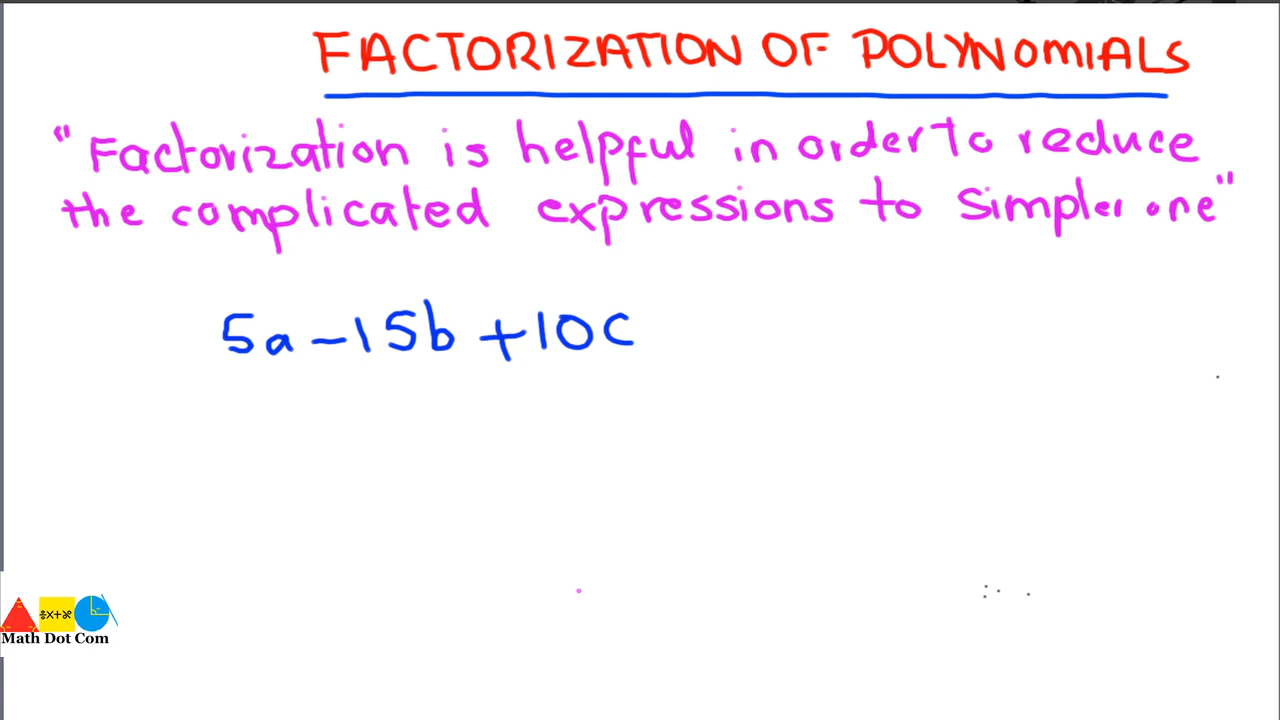 FACTORIZATION OF POLYNOMIALS
"Factorization is helpful in order to reduce
the complicated expressions to Simpler one"
5a - 15b + 10c
Math Dot Com